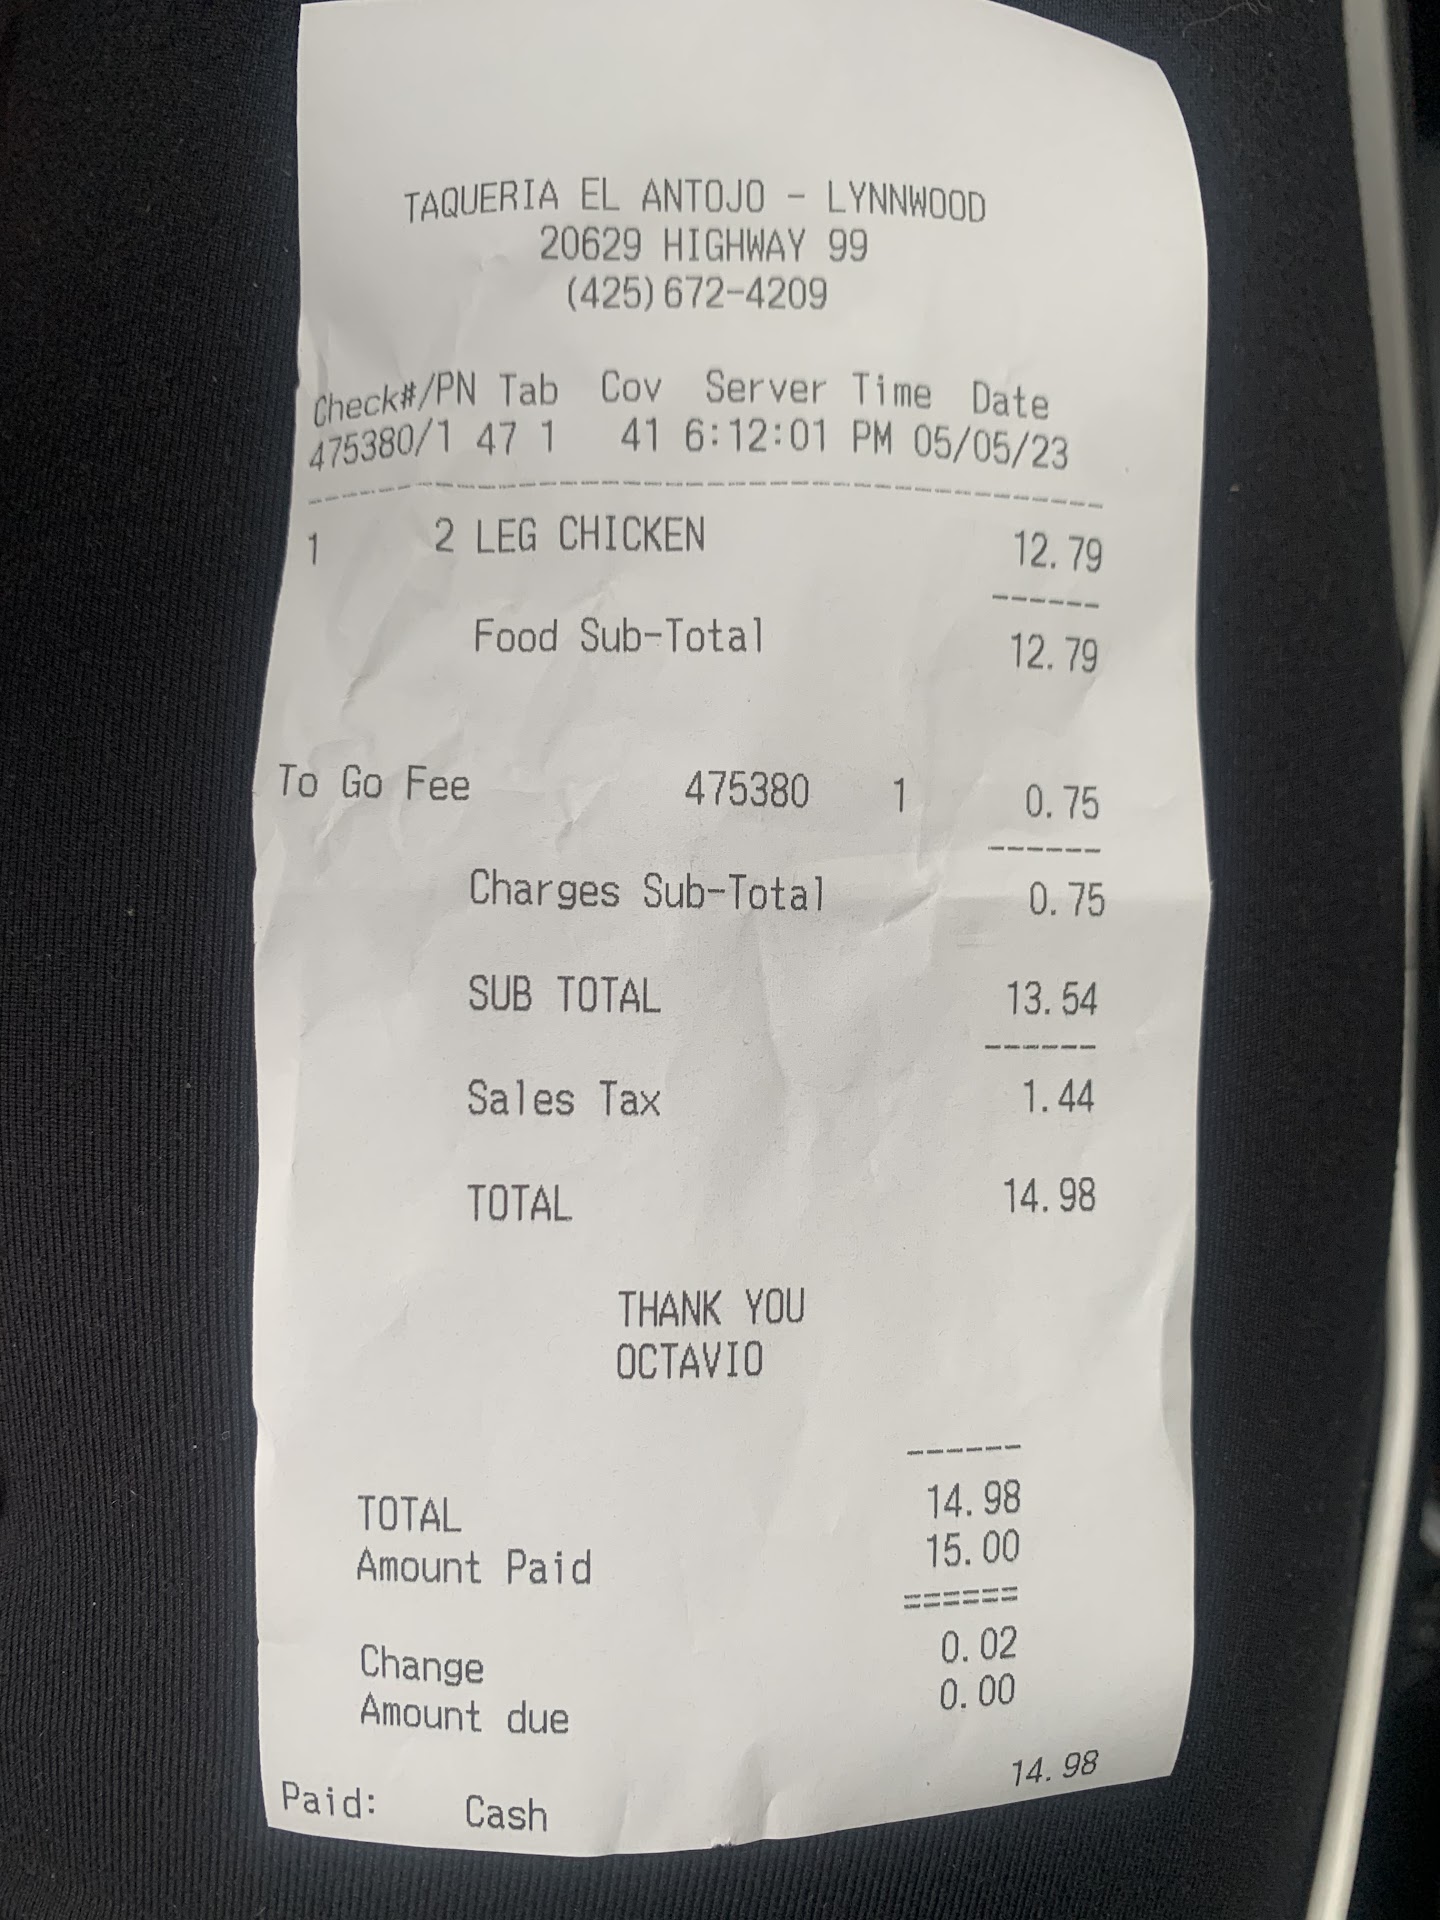 TAQUERIA EL ANTOJO - LYNNWOOD
20629 HIGHWAY 99
(425)672-4209
Check#/PN Tab Cov Server Time Date
475380/1 47 1 41 6:12:01 PM 05/05/23
1 2 LEG CHICKEN 12.79
Food Sub-Total 12.79
To Go Fee 475380 1 0.75
Charges Sub-Total 0.75
SUB TOTAL 13.54
Sales Tax 1.44
TOTAL 14.98
THANK YOU
OCTAVIO
TOTAL 14.98
Amount Paid 15.00
Change 0.02
Amount due 0.00
Paid: Cash 14.98